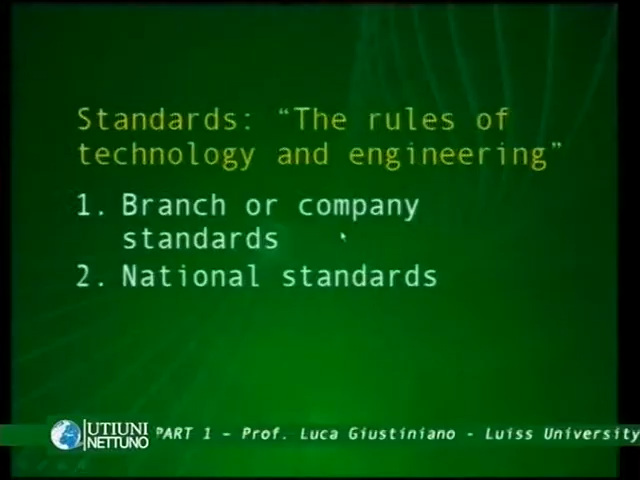 Standards: “The rules of
technology and engineering”
1. Branch or company
standards
2. National standards
UTIUNI
NETTUNO
PART 1 – Prof. Luca Giustiniano - Luiss University